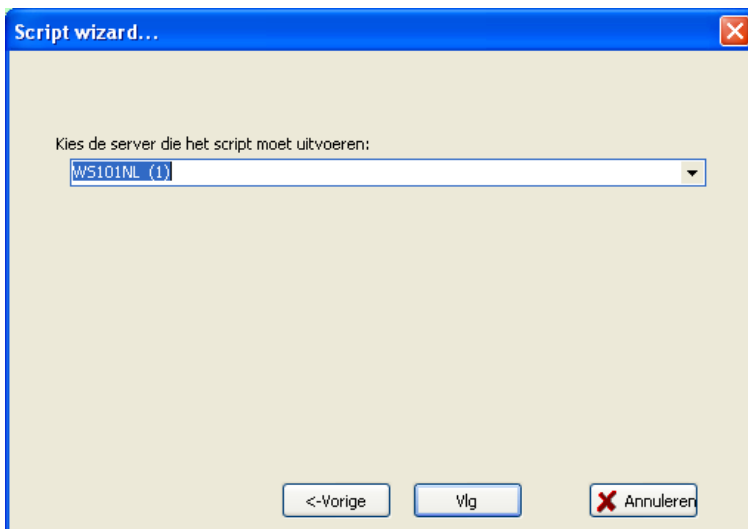 Script wizard...
Kies de server die het script moet uitvoeren:
WS101NL (1)
<-Vorige
Vlg
Annuleren